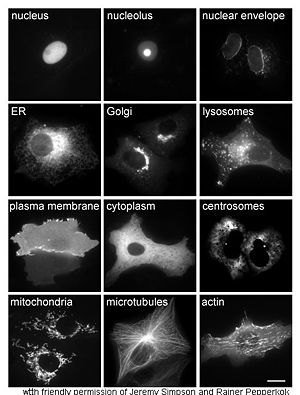 nucleus
nucleolus
nuclear envelope
ER
Golgi
lysosomes
plasma membrane
cytoplasm
centrosomes
mitochondria
microtubules
actin
wtth friendly permission of Jeremy Simpson and Rainer Pepperkok